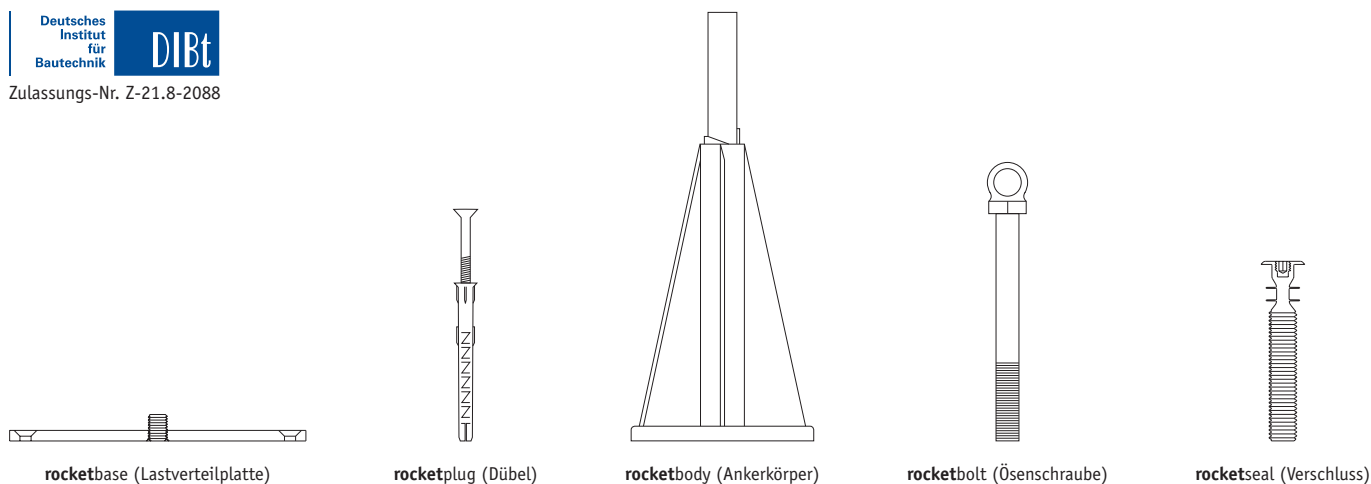 Deutsches
Institut
für
Bautechnik
DIBt
Zulassungs-Nr. Z-21.8-2088
rocketbase (Lastverteilplatte)
rocketplug (Dübel)
rocketbody (Ankerkörper)
rocketbolt (Ösenschraube)
rocketseal (Verschluss)